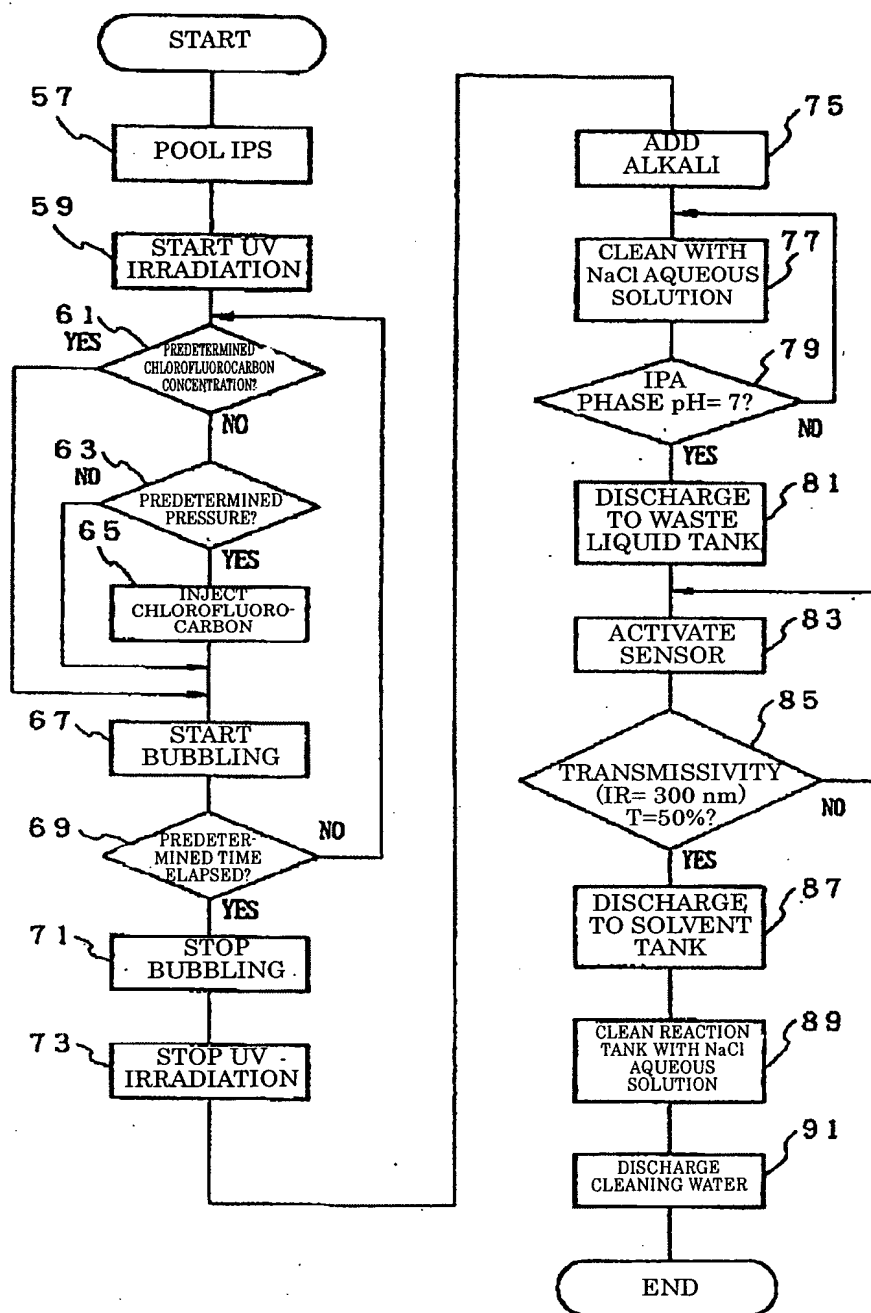 START
57
POOL IPS
59
START UV
IRRADIATION
61
YES
PREDETERMINED
CHLOROFLUOROCARBON
CONCENTRATION?
NO
63
NO
PREDETERMINED
PRESSURE?
65
YES
INJECT
CHLOROFLUORO-
CARBON
67
START
BUBBLING
69
NO
PREDETER-
MINED TIME
ELAPSED?
YES
71
STOP
BUBBLING
73
STOP UV -
IRRADIATION
75
ADD
ALKALI
77
CLEAN WITH
NaCl AQUEOUS
SOLUTION
79
IPA
PHASE pH= 7?
NO
YES
81
DISCHARGE
TO WASTE
LIQUID TANK
83
ACTIVATE
SENSOR
85
TRANSMISSIVITY
(IR= 300 nm)
T=50%?
NO
YES
87
DISCHARGE
TO SOLVENT
TANK
89
CLEAN REACTION
TANK WITH NaCl
AQUEOUS
SOLUTION
91
DISCHARGE
CLEANING WATER
END